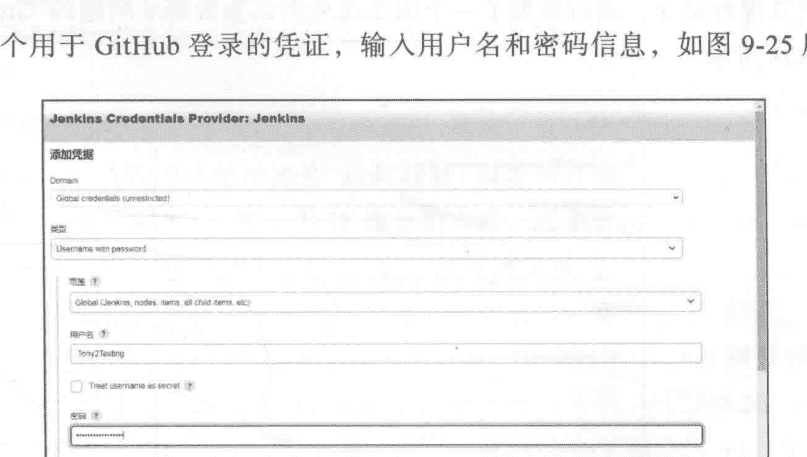 个用于 GitHub 登录的凭证，输入用户名和密码信息，如图 9-25
Jenkins Credentials Provider: Jenkins
添加凭据
Domain
Global credentials (unrestricted)
类型
Username with password
范围 ?
Global (Jenkins, nodes, items, all child items, etc)
用户名 ?
Tony2Testing
Treat username as secret ?
密码 ?